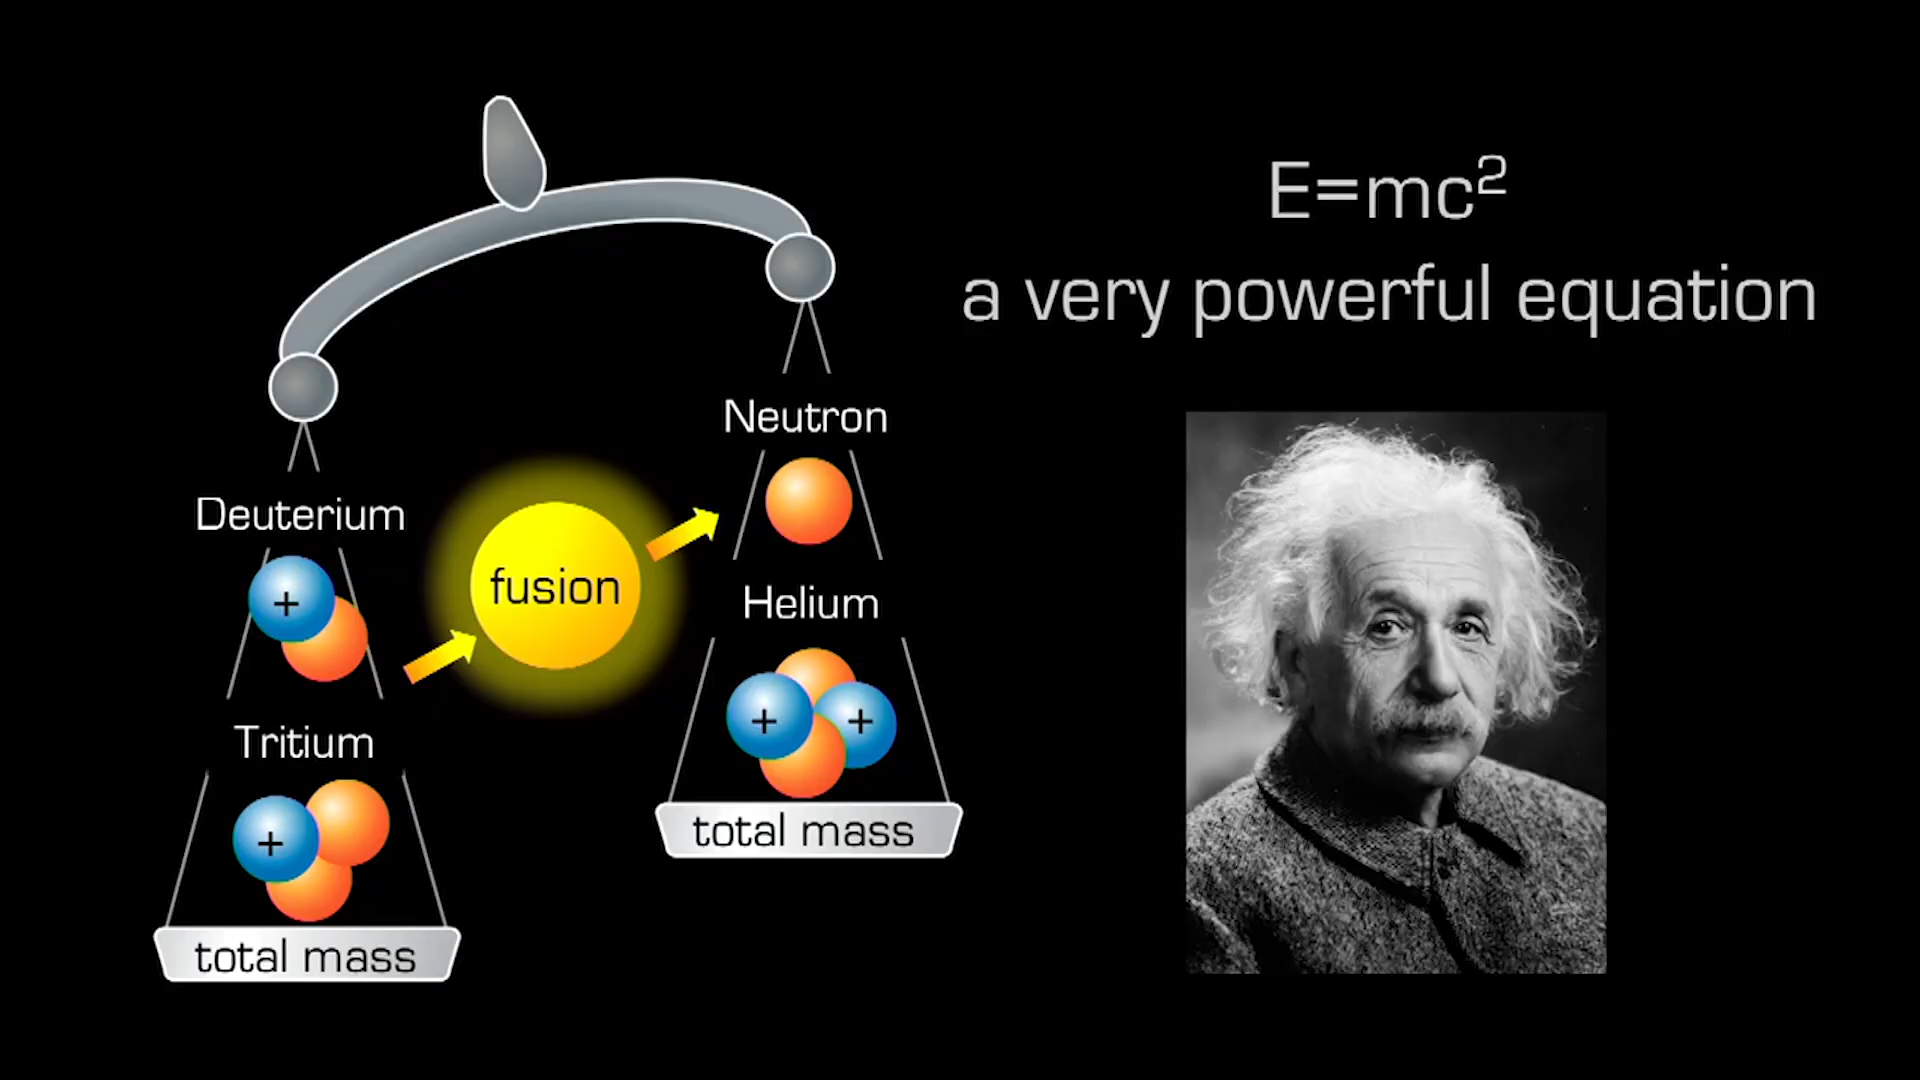 E=mc²
a very powerful equation
Neutron
Deuterium
fusion
Helium
Tritium
total mass
total mass
+
+
+
+